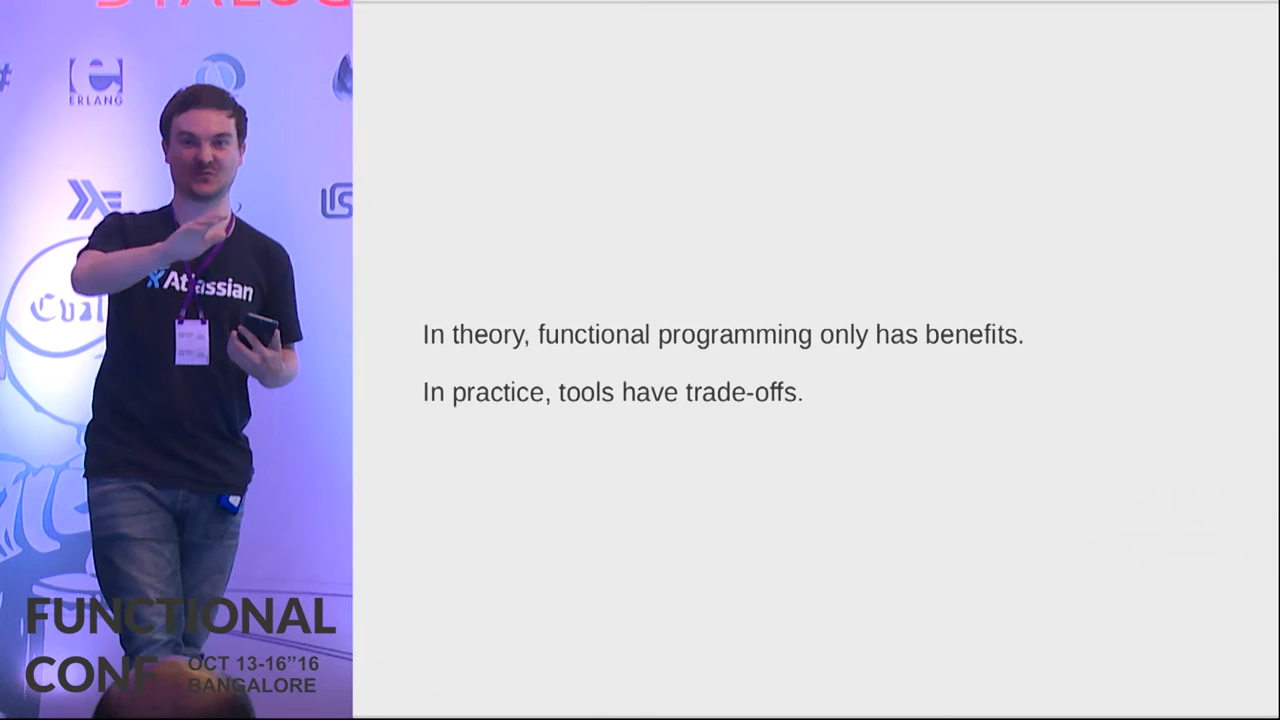 ERLANG
Atlassian
FUNCTIONAL
CONF
OCT 13-16”16
BANGALORE
In theory, functional programming only has benefits.
In practice, tools have trade-offs.